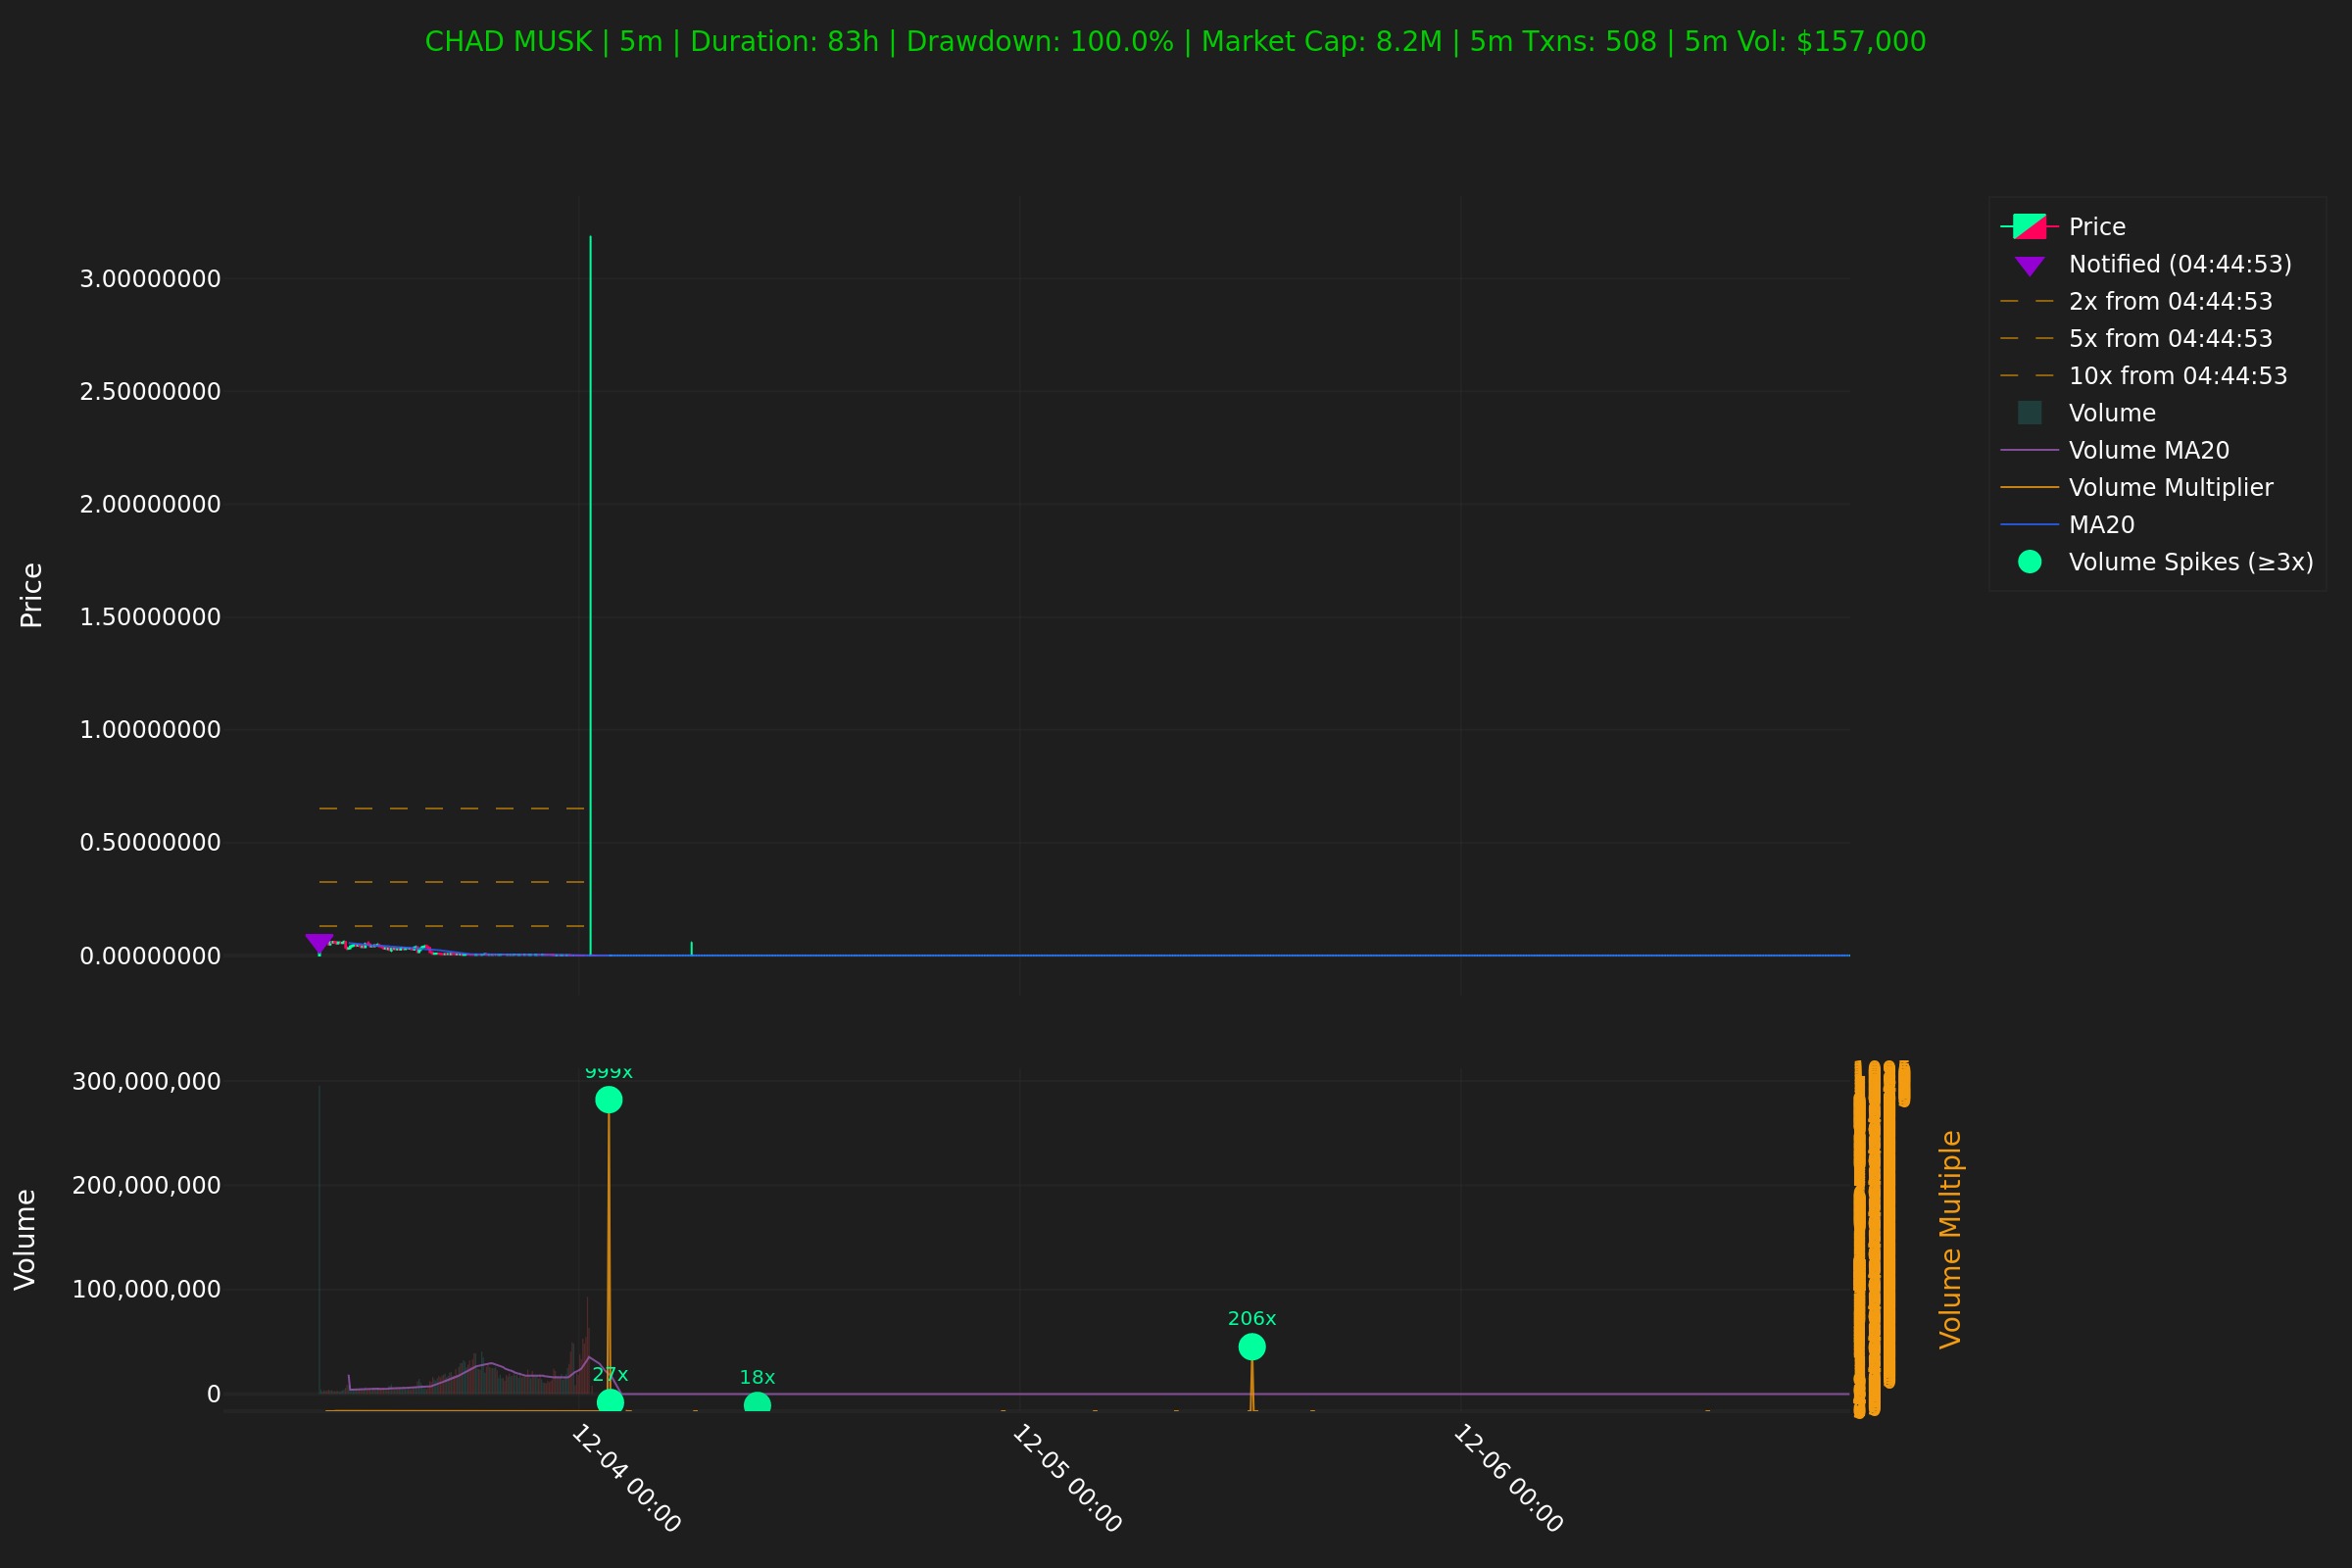 CHAD MUSK | 5m | Duration: 83h | Drawdown: 100.0% | Market Cap: 8.2M | 5m Txns: 508 | 5m Vol: $157,000
Price
3.00000000
2.50000000
2.00000000
1.50000000
1.00000000
0.50000000
0.00000000
Price
Notified (04:44:53)
2x from 04:44:53
5x from 04:44:53
10x from 04:44:53
Volume
Volume MA20
Volume Multiplier
MA20
Volume Spikes (≥3x)
Volume
300,000,000
200,000,000
100,000,000
0
999x
27x
18x
206x
Volume Multiple
12-04 00:00
12-05 00:00
12-06 00:00